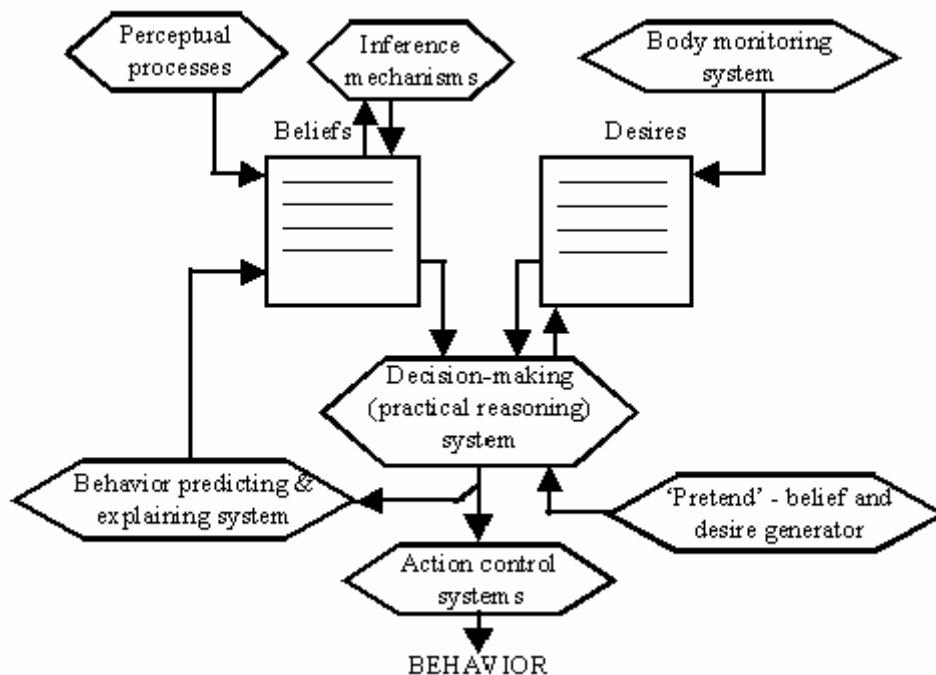 Perceptual
processes
Inference
mechanisms
Body monitoring
system
Beliefs
Desires
Decision-making
(practical reasoning)
system
Behavior predicting &
explaining system
'Pretend' - belief and
desire generator
Action control
systems
BEHAVIOR